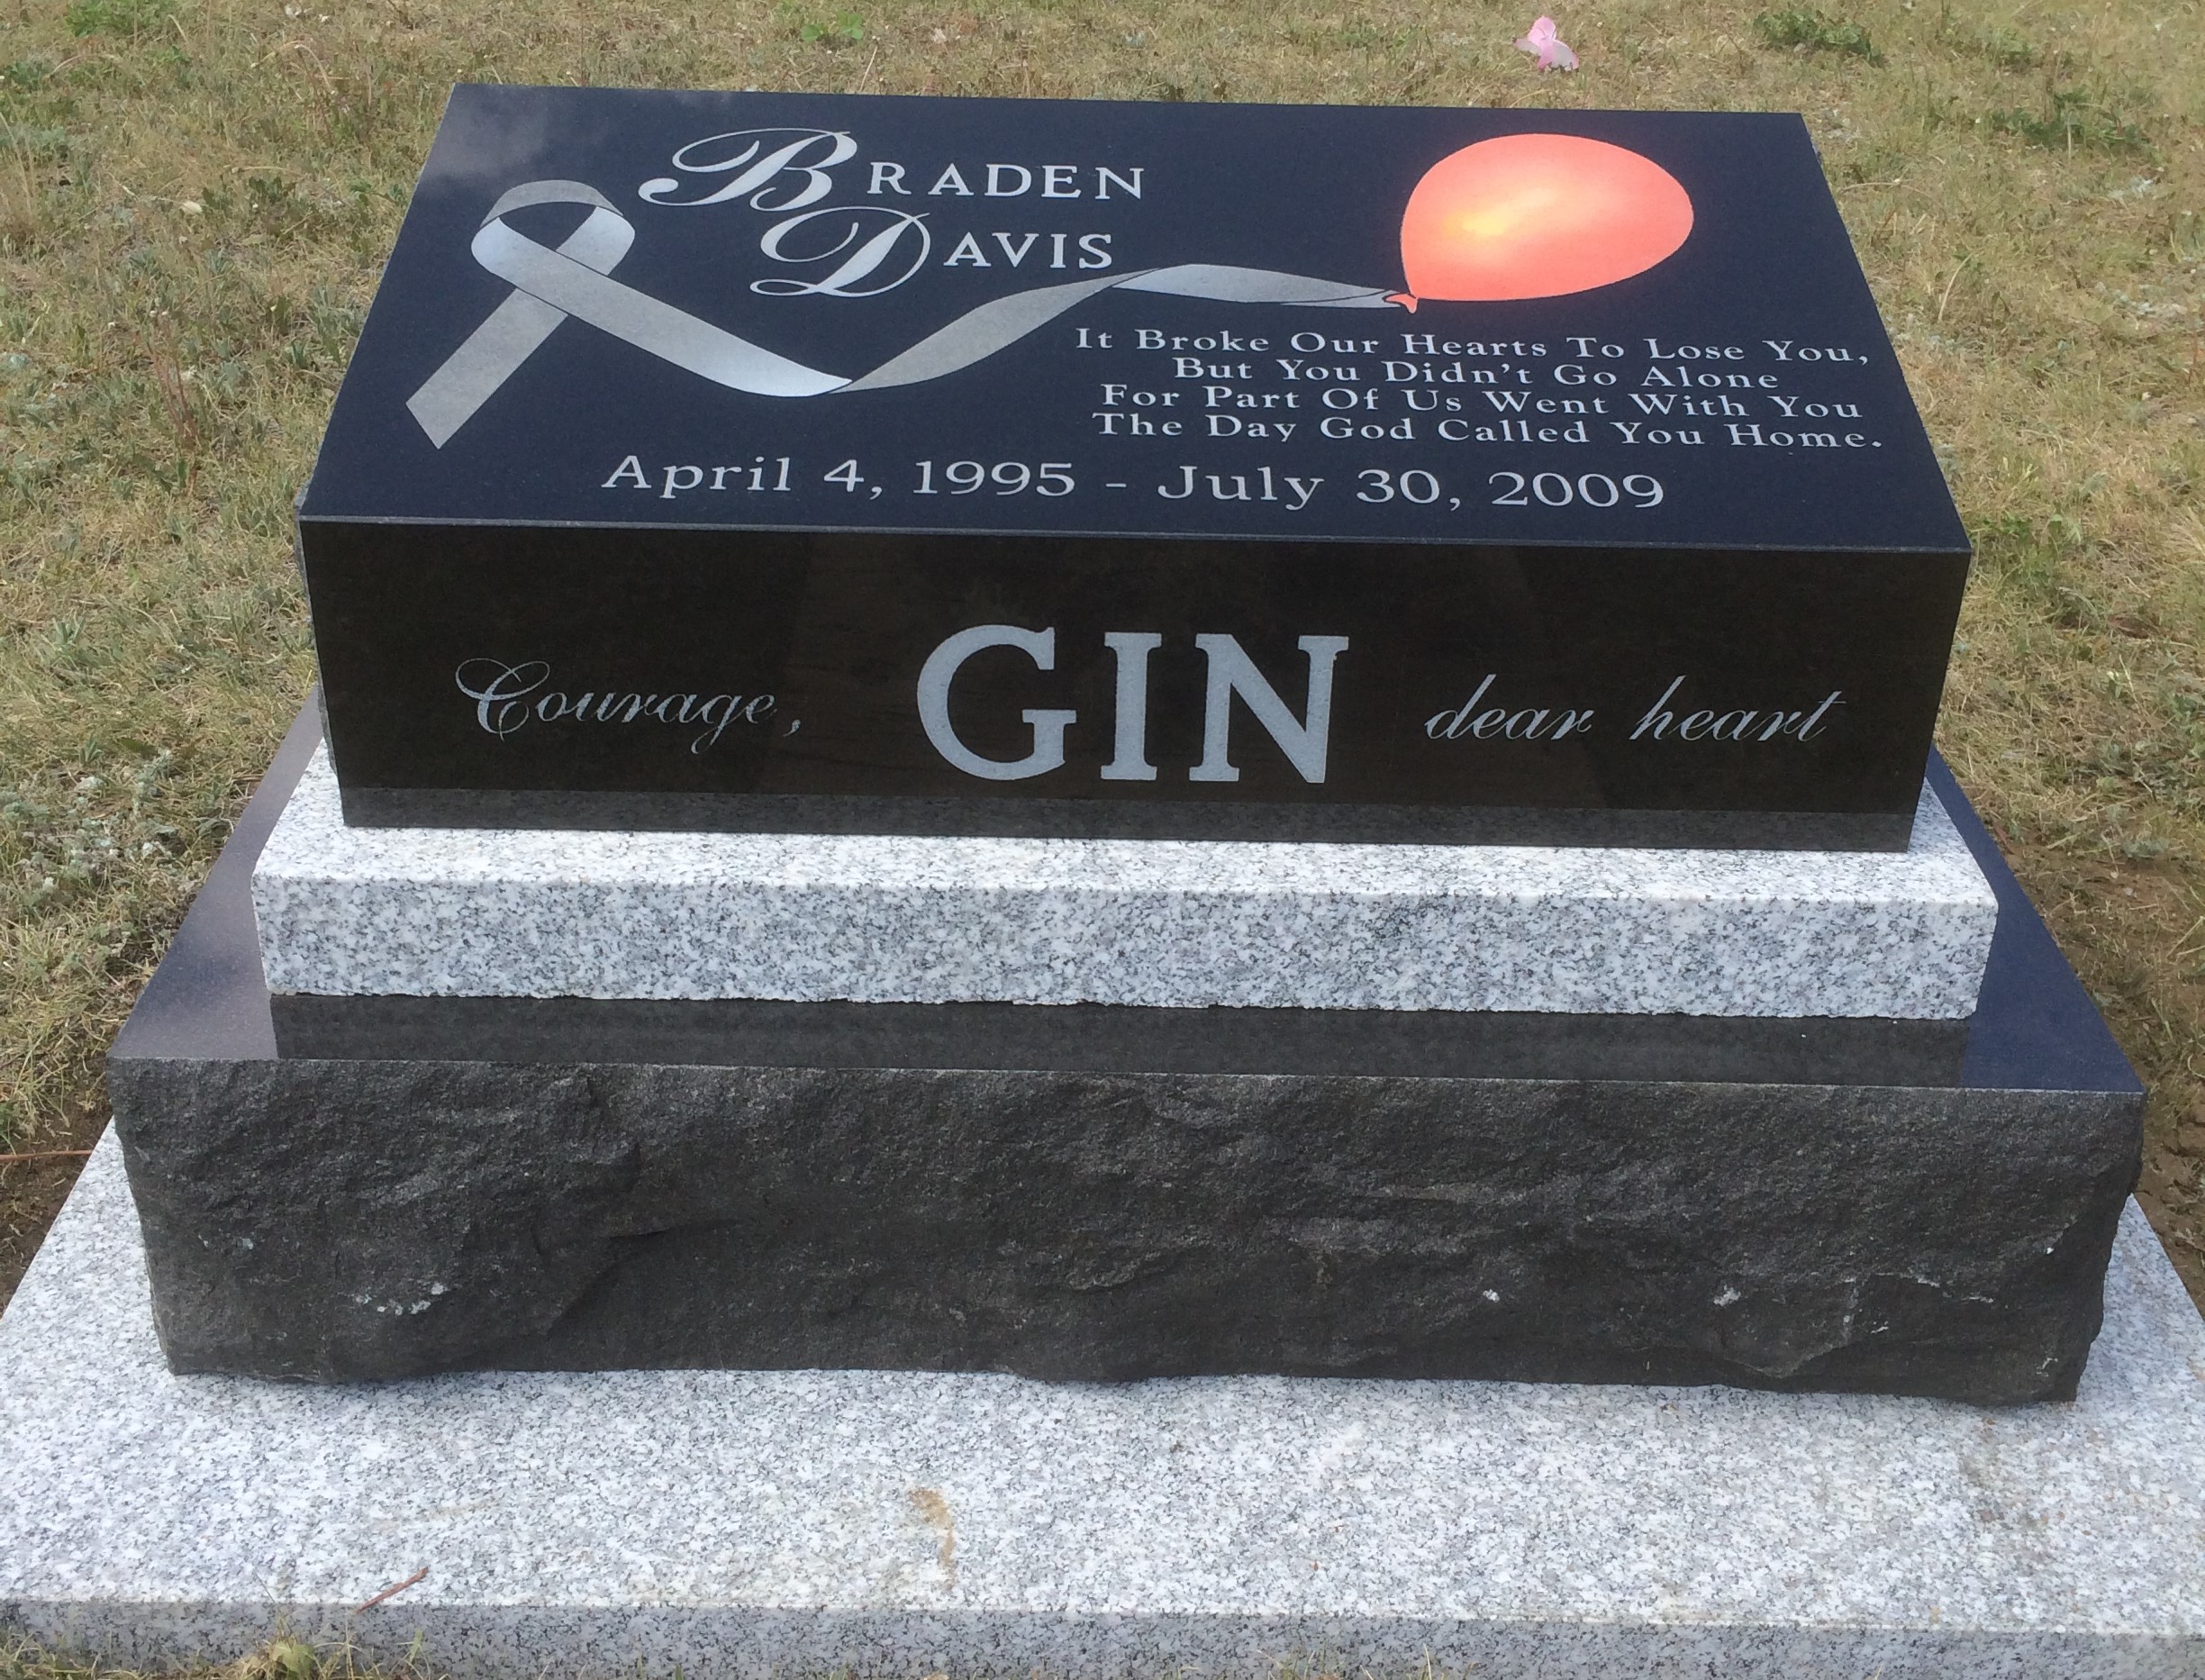 BRADEN
DAVIS
It Broke Our Hearts To Lose You,
But You Didn't Go Alone
For Part Of Us Went With You
The Day God Called You Home.
April 4, 1995 - July 30, 2009
Courage, GIN dear heart